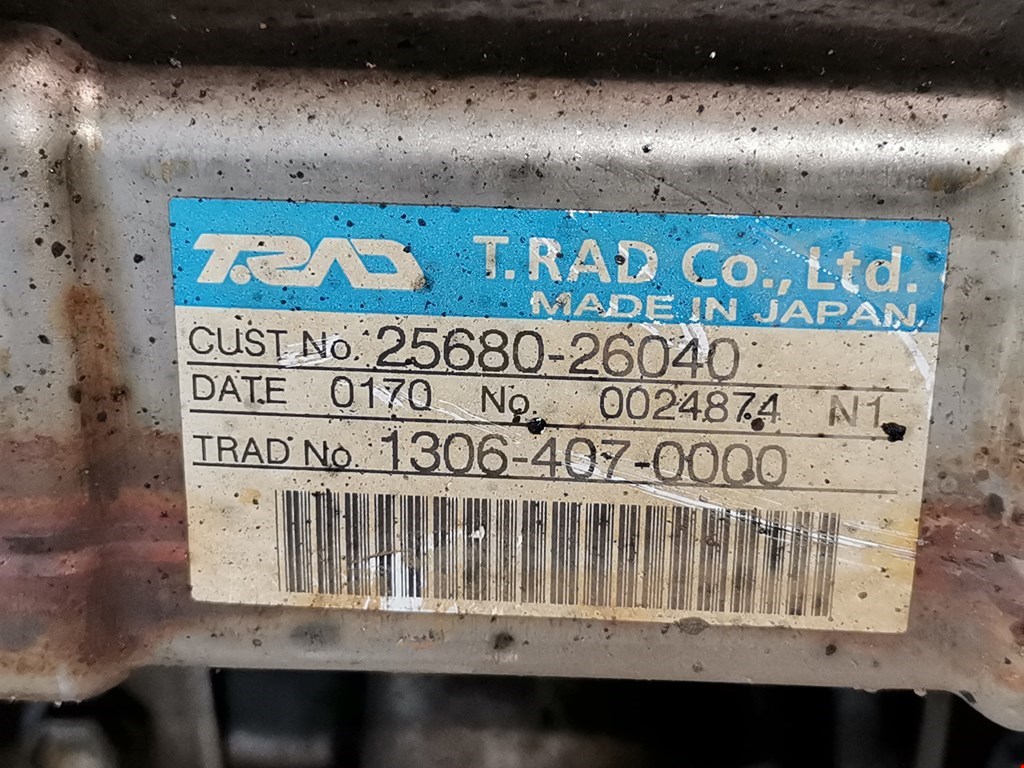 T.RAD T.RAD Co., Ltd.
MADE IN JAPAN
CUST No. 25680-26040
DATE 0170 No. 0024874 N1
TRAD No. 1306-407-0000